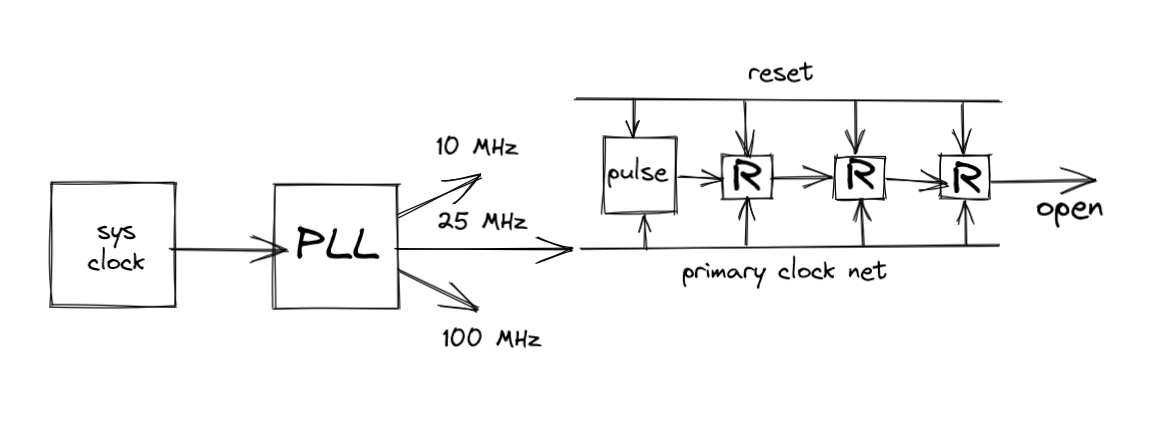 sys
clock
PLL
10 MHz
25 MHz
100 MHz
reset
pulse
R
R
R
open
primary clock net